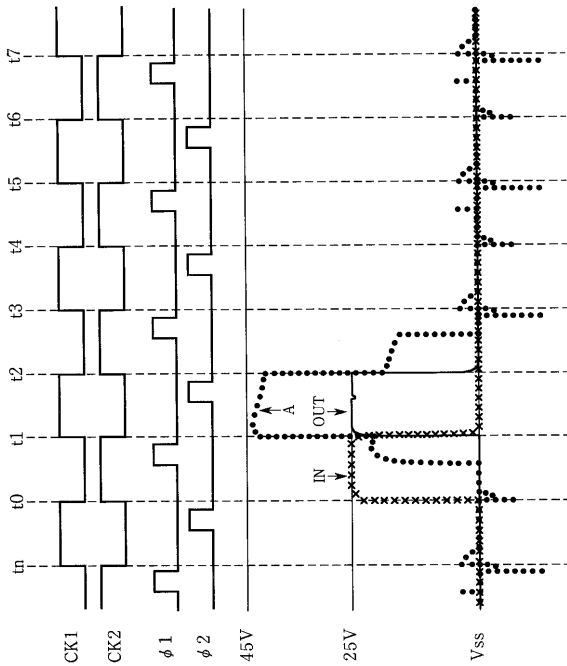 tn t0 t1 t2 t3 t4 t5 t6 t7
CK1
CK2
φ1
φ2
45V
A
OUT
25V
IN
Vss